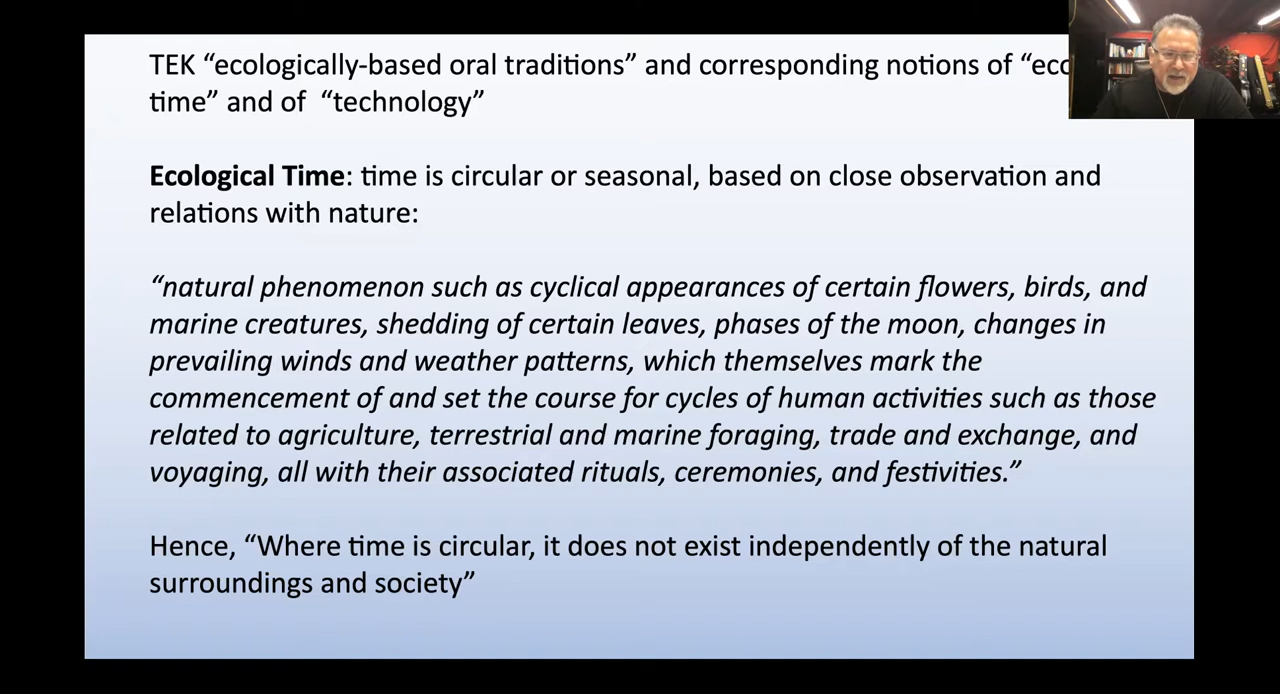 TEK “ecologically-based oral traditions” and corresponding notions of
time” and of “technology”
Ecological Time: time is circular or seasonal, based on close observation and
relations with nature:
“natural phenomenon such as cyclical appearances of certain flowers, birds, and
marine creatures, shedding of certain leaves, phases of the moon, changes in
prevailing winds and weather patterns, which themselves mark the
commencement of and set the course for cycles of human activities such as those
related to agriculture, terrestrial and marine foraging, trade and exchange, and
voyaging, all with their associated rituals, ceremonies, and festivities.”
Hence, “Where time is circular, it does not exist independently of the natural
surroundings and society”